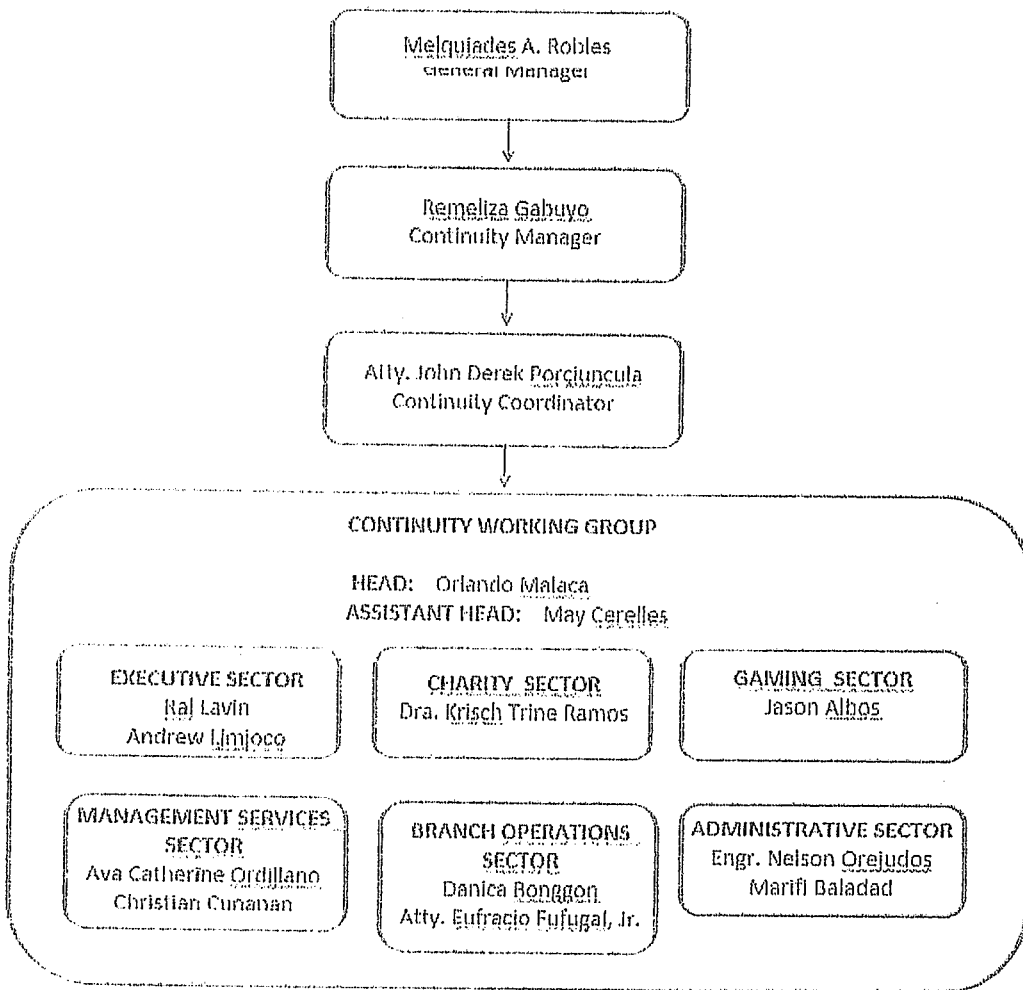 Melquiades A. Robles
General Manager
Remeliza Gabuyo
Continuity Manager
Atty. John Derek Porciuncula
Continuity Coordinator
CONTINUITY WORKING GROUP
HEAD: Orlando Malaca
ASSISTANT HEAD: May Cerelles
EXECUTIVE SECTOR
Raj Lavin
Andrew Limjoco
CHARITY SECTOR
Dra. Krisch Trine Ramos
GAMING SECTOR
Jason Albos
MANAGEMENT SERVICES
SECTOR
Ava Catherine Ordillano
Christian Cunanan
BRANCH OPERATIONS
SECTOR
Danica Ronggon
Atty. Eufracio Fufugal, Jr.
ADMINISTRATIVE SECTOR
Engr. Nelson Orejudos
Marifi Baladad